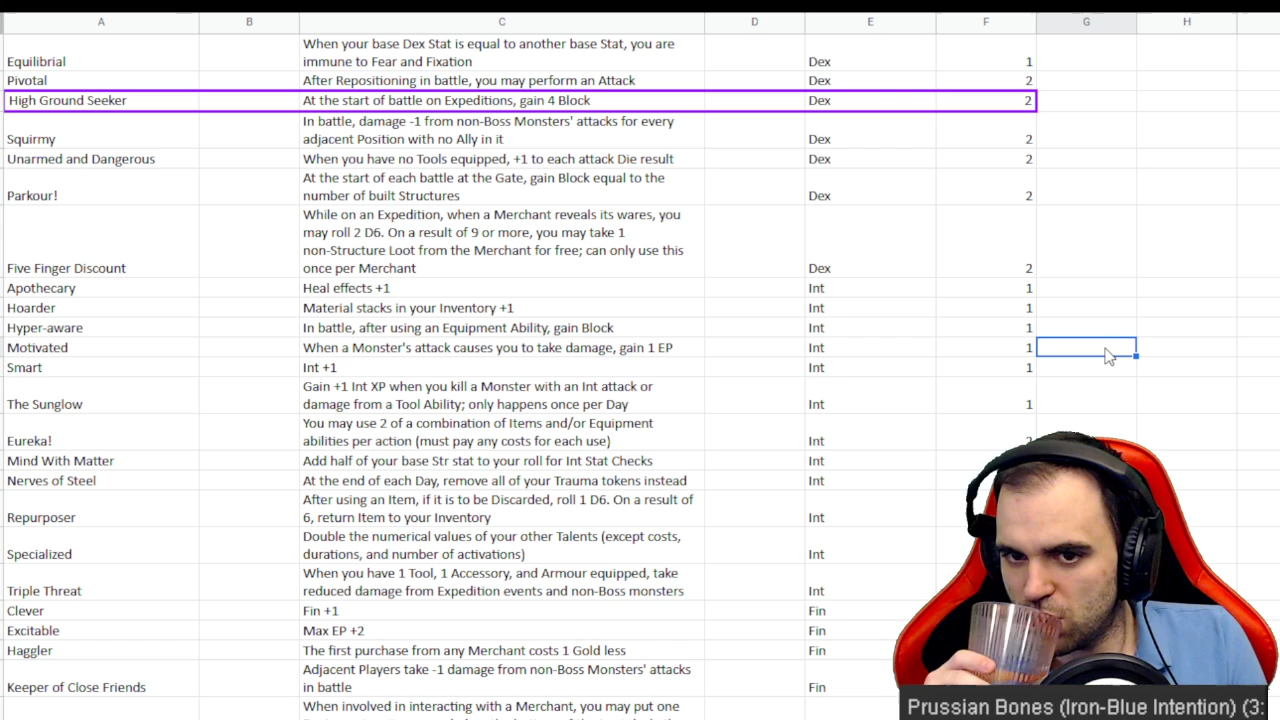 A B C D E F G H
When your base Dex Stat is equal to another base Stat, you are
Equilibrial immune to Fear and Fixation Dex 1
Pivotal After Repositioning in battle, you may perform an Attack Dex 2
High Ground Seeker At the start of battle on Expeditions, gain 4 Block Dex 2
In battle, damage -1 from non-Boss Monsters' attacks for every
Squirmy adjacent Position with no Ally in it Dex 2
Unarmed and Dangerous When you have no Tools equipped, +1 to each attack Die result Dex 2
At the start of each battle at the Gate, gain Block equal to the
Parkour! number of built Structures Dex 2
While on an Expedition, when a Merchant reveals its wares, you
may roll 2 D6. On a result of 9 or more, you may take 1
non-Structure Loot from the Merchant for free; can only use this
Five Finger Discount once per Merchant Dex 2
Apothecary Heal effects +1 Int 1
Hoarder Material stacks in your Inventory +1 Int 1
Hyper-aware In battle, after using an Equipment Ability, gain Block Int 1
Motivated When a Monster's attack causes you to take damage, gain 1 EP Int 1
Smart Int +1 Int 1
Gain +1 Int XP when you kill a Monster with an Int attack or
The Sunglow damage from a Tool Ability; only happens once per Day Int 1
You may use 2 of a combination of Items and/or Equipment
Eureka! abilities per action (must pay any costs for each use) Int
Mind With Matter Add half of your base Str stat to your roll for Int Stat Checks Int
Nerves of Steel At the end of each Day, remove all of your Trauma tokens instead Int
After using an Item, if it is to be Discarded, roll 1 D6. On a result of
Repurposer 6, return Item to your Inventory Int
Double the numerical values of your other Talents (except costs,
Specialized durations, and number of activations) Int
When you have 1 Tool, 1 Accessory, and Armour equipped, take
Triple Threat reduced damage from Expedition events and non-Boss monsters Int
Clever Fin +1 Fin
Excitable Max EP +2 Fin
Haggler The first purchase from any Merchant costs 1 Gold less Fin
Adjacent Players take -1 damage from non-Boss Monsters' attacks
Keeper of Close Friends in battle Fin
When involved in interacting with a Merchant, you may put one
Prussian Bones (Iron-Blue Intention) (3: